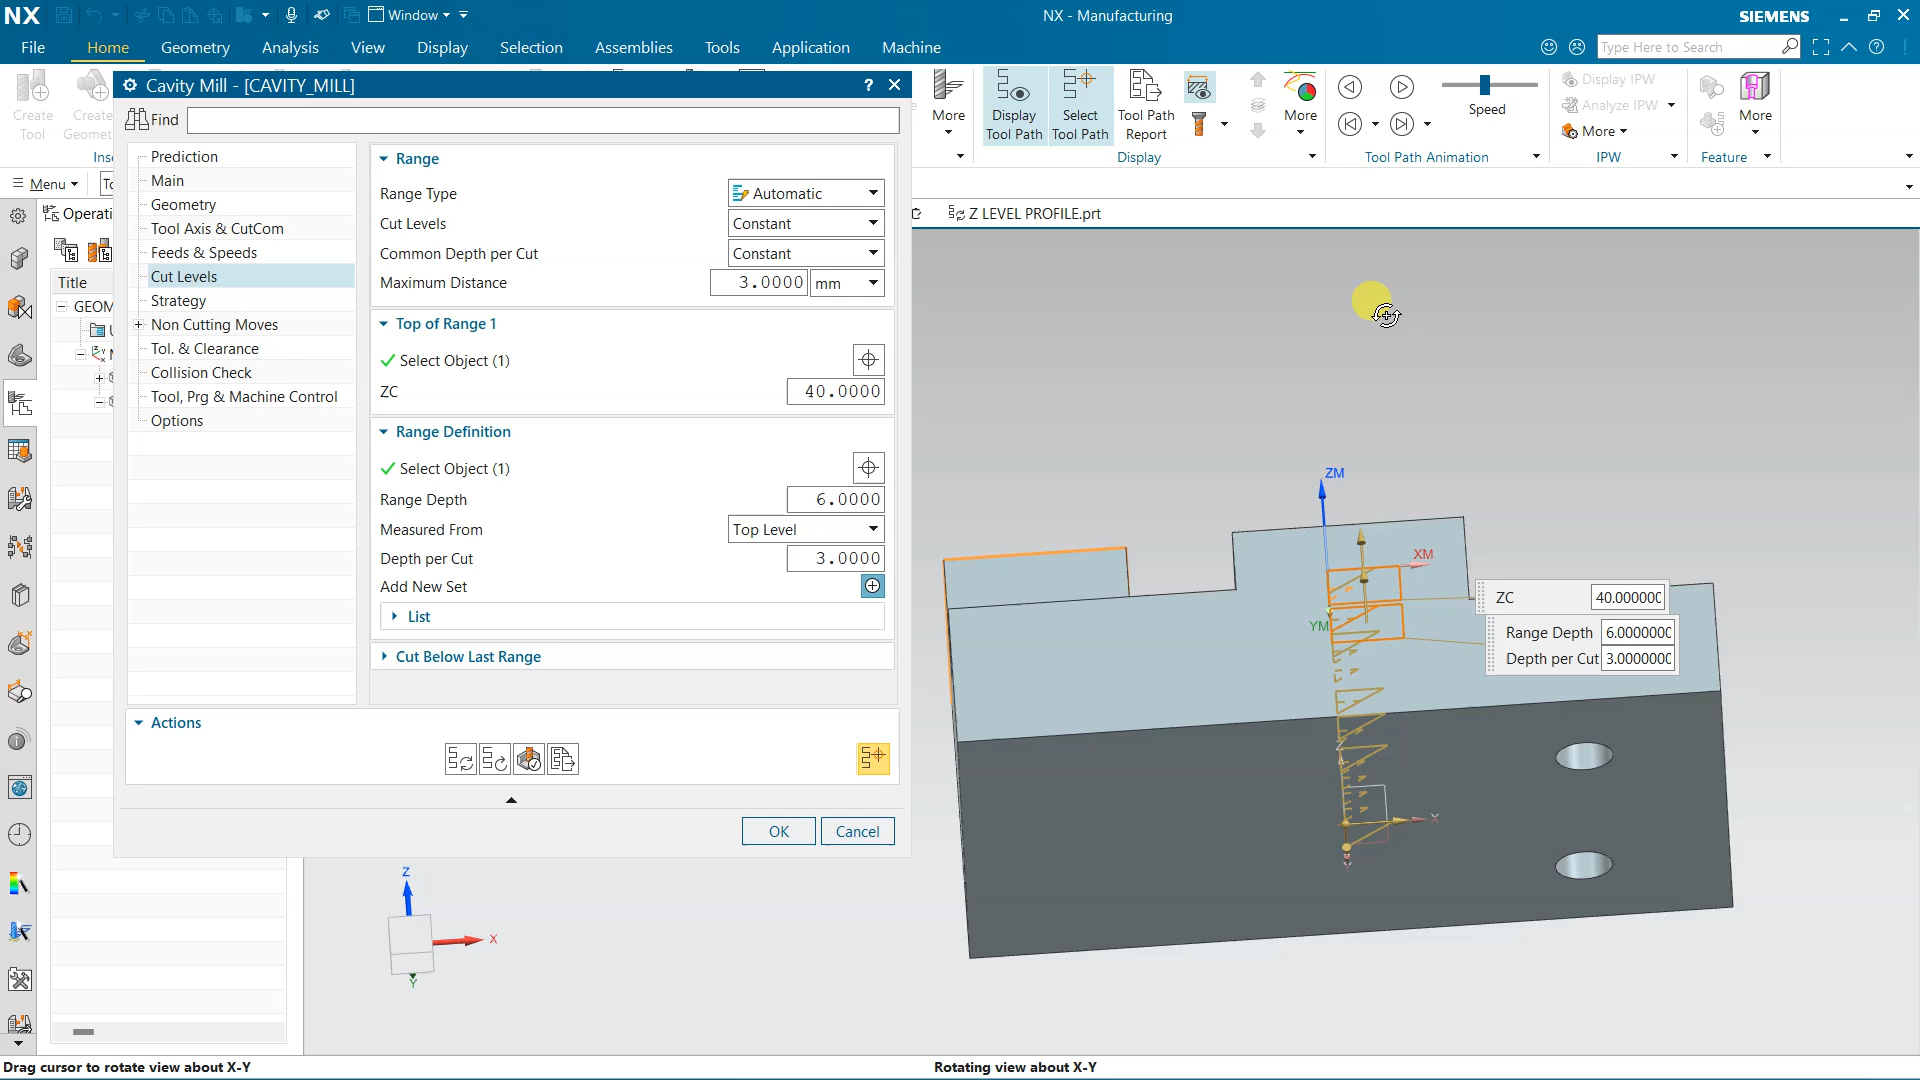 NX
Window
NX - Manufacturing
SIEMENS
File
Home
Geometry
Analysis
View
Display
Selection
Assemblies
Tools
Application
Machine
Type Here to Search
Create Tool
Create
Geomet
Ins
Cavity Mill - [CAVITY_MILL]
?
More
Display Tool Path
Select Tool Path
Tool Path Report
More
Display
Speed
Tool Path Animation
Display IPW
Analyze IPW
More
IPW
More
Feature
Menu
To
Find
Z LEVEL PROFILE.prt
Operati
Title
GEOM
Prediction
Main
Geometry
Tool Axis & CutCom
Feeds & Speeds
Cut Levels
Strategy
Non Cutting Moves
Tol. & Clearance
Collision Check
Tool, Prg & Machine Control
Options
Range
Range Type
Automatic
Cut Levels
Constant
Common Depth per Cut
Constant
Maximum Distance
3.0000
mm
Top of Range 1
Select Object (1)
ZC
40.0000
Range Definition
Select Object (1)
Range Depth
6.0000
Measured From
Top Level
Depth per Cut
3.0000
Add New Set
List
Cut Below Last Range
Actions
OK
Cancel
ZM
XM
YM
ZC
40.000000
Range Depth
6.0000000
Depth per Cut
3.0000000
Z
X
Y
Z
X
Y
Drag cursor to rotate view about X-Y
Rotating view about X-Y